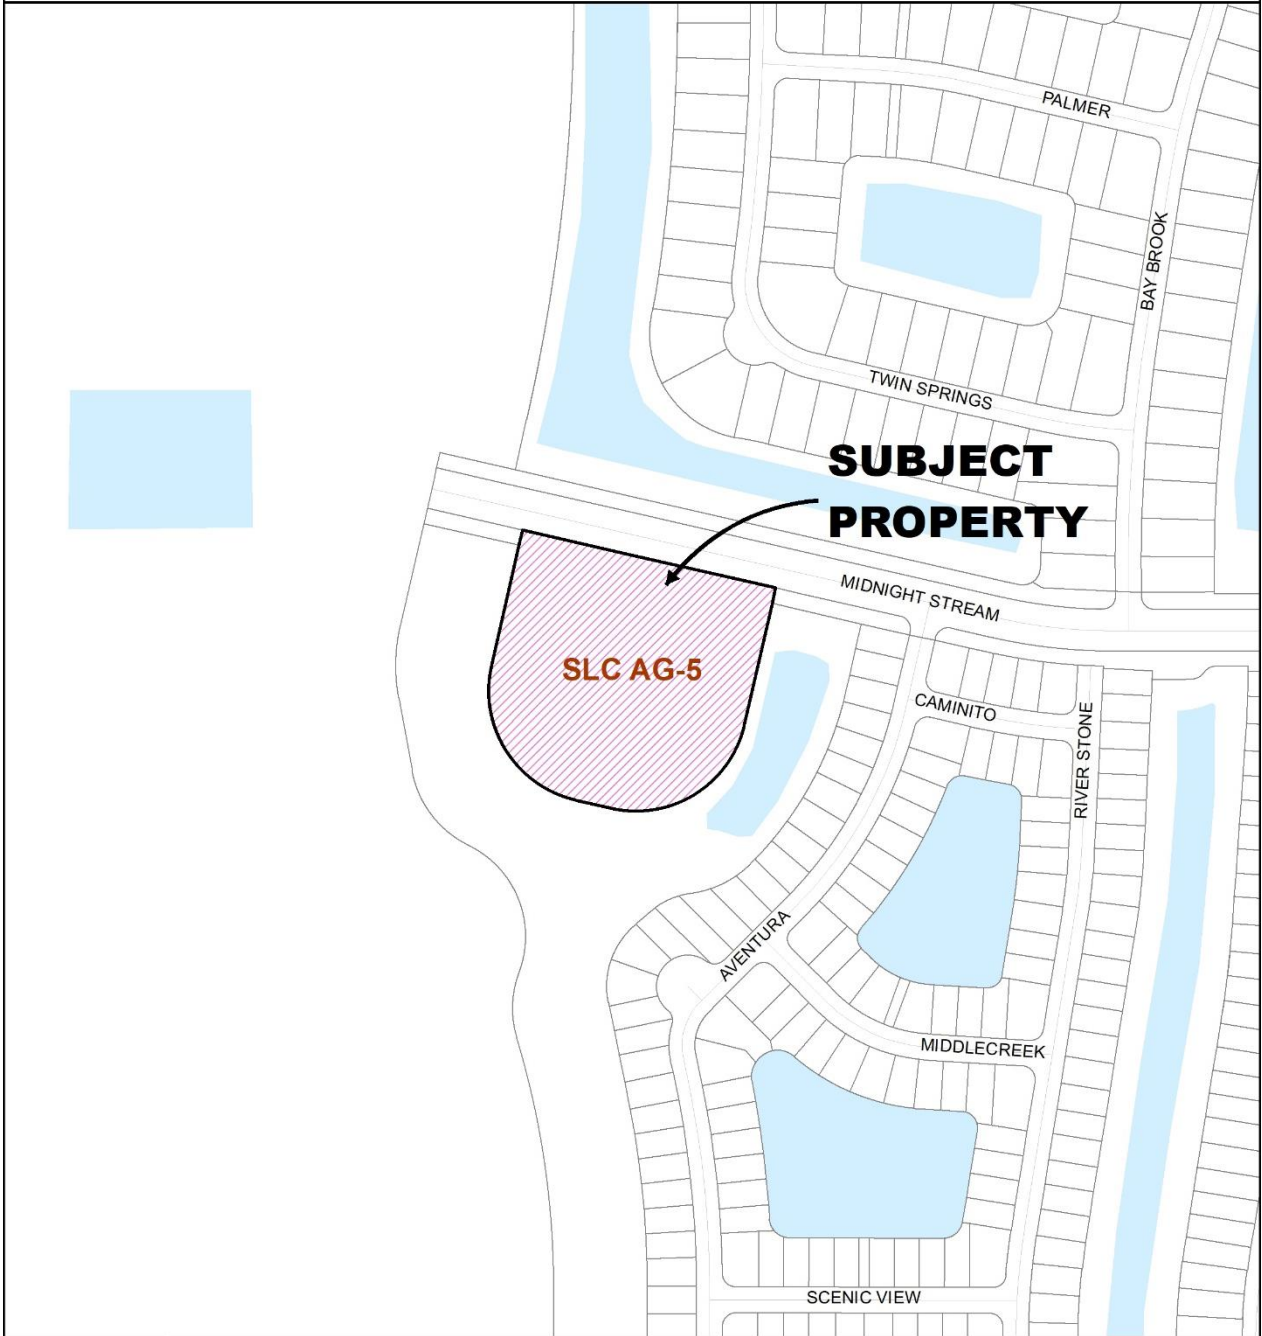 PALMER
BAY BROOK
TWIN SPRINGS
SUBJECT
PROPERTY
MIDNIGHT STREAM
SLC AG-5
CAMINITO
RIVER STONE
AVENTURA
MIDDLECREEK
SCENIC VIEW